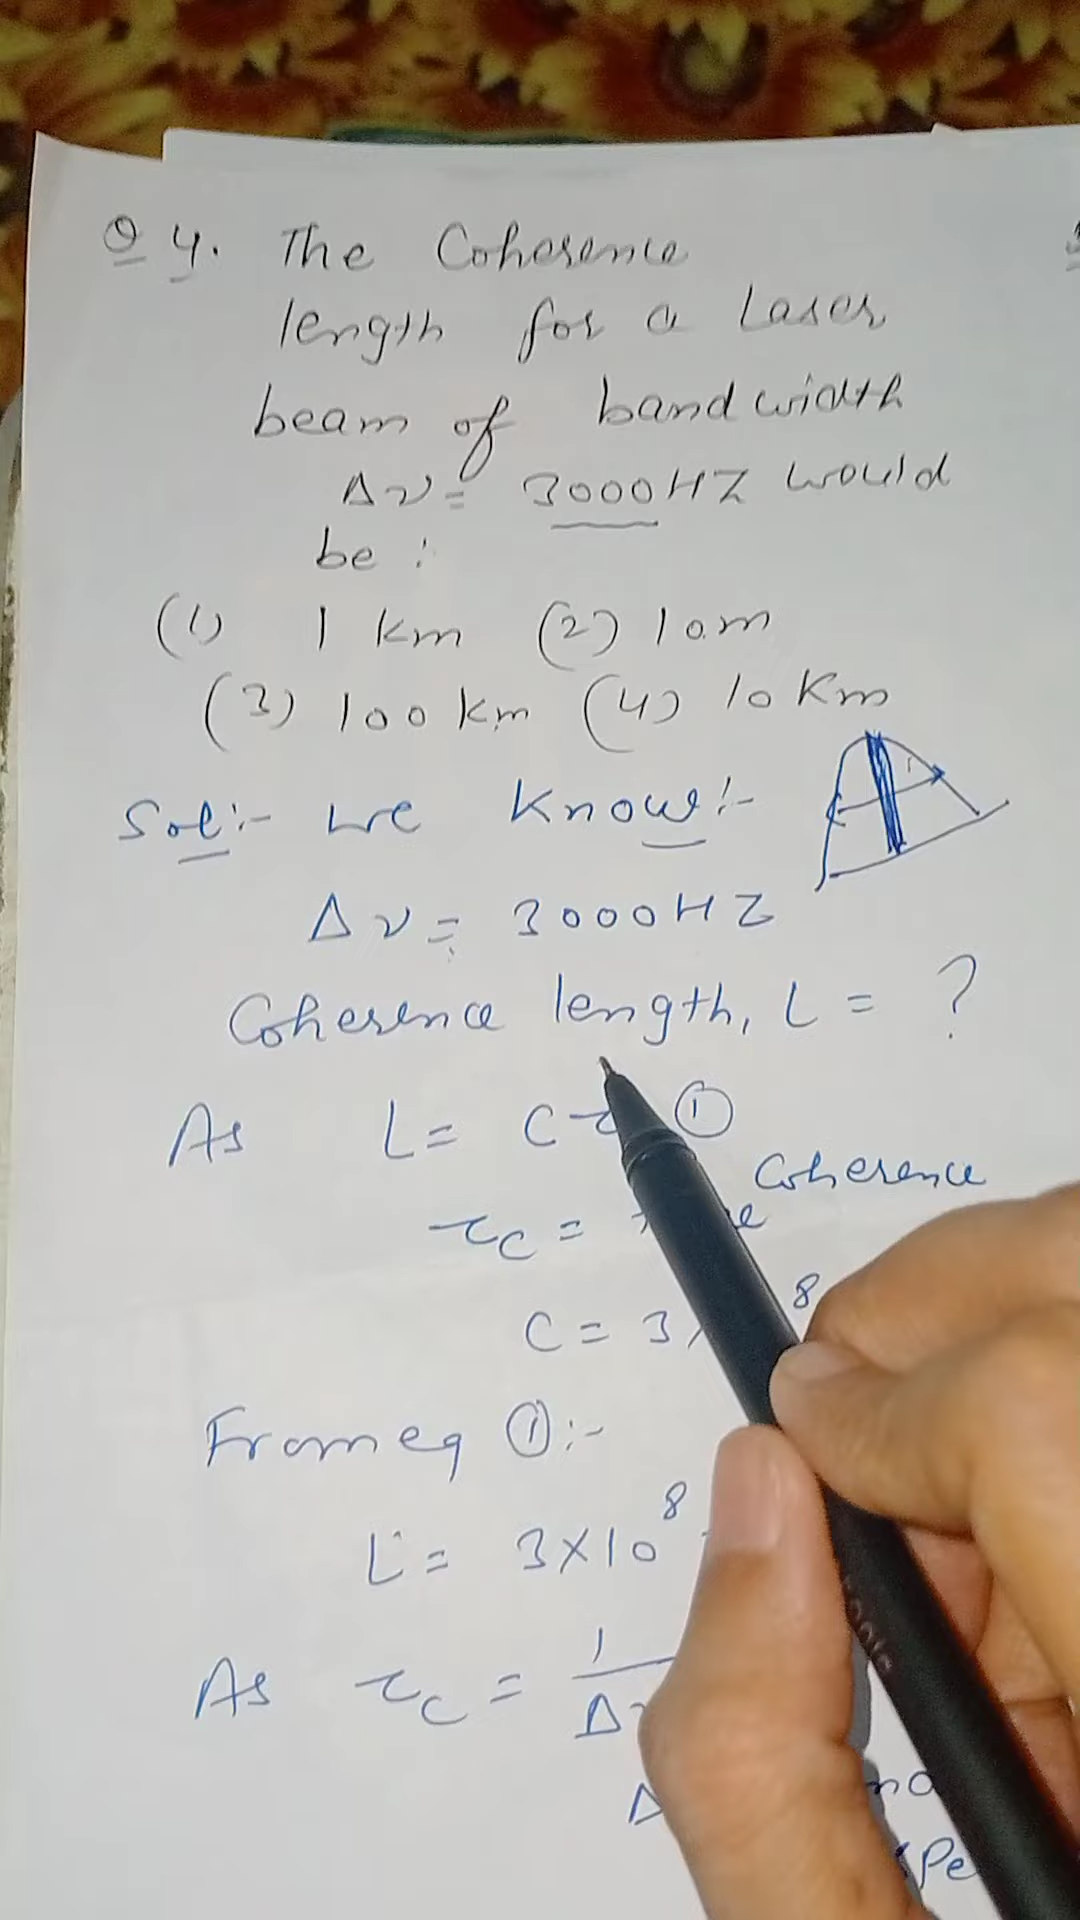 Q 4. The Coherence
length for a Laser
beam of bandwidth
Δν = 3000HZ would
be :
(1) 1 km (2) 10m
(3) 100 km (4) 10 Km
Sol:- we know:-
Δν = 3000HZ
Coherence length, L = ?
As L = Cτ ①
Coherence
τc =
C = 3 8
From eq ①:-
L = 3×10⁸
As τc = 1/Δ
Δ